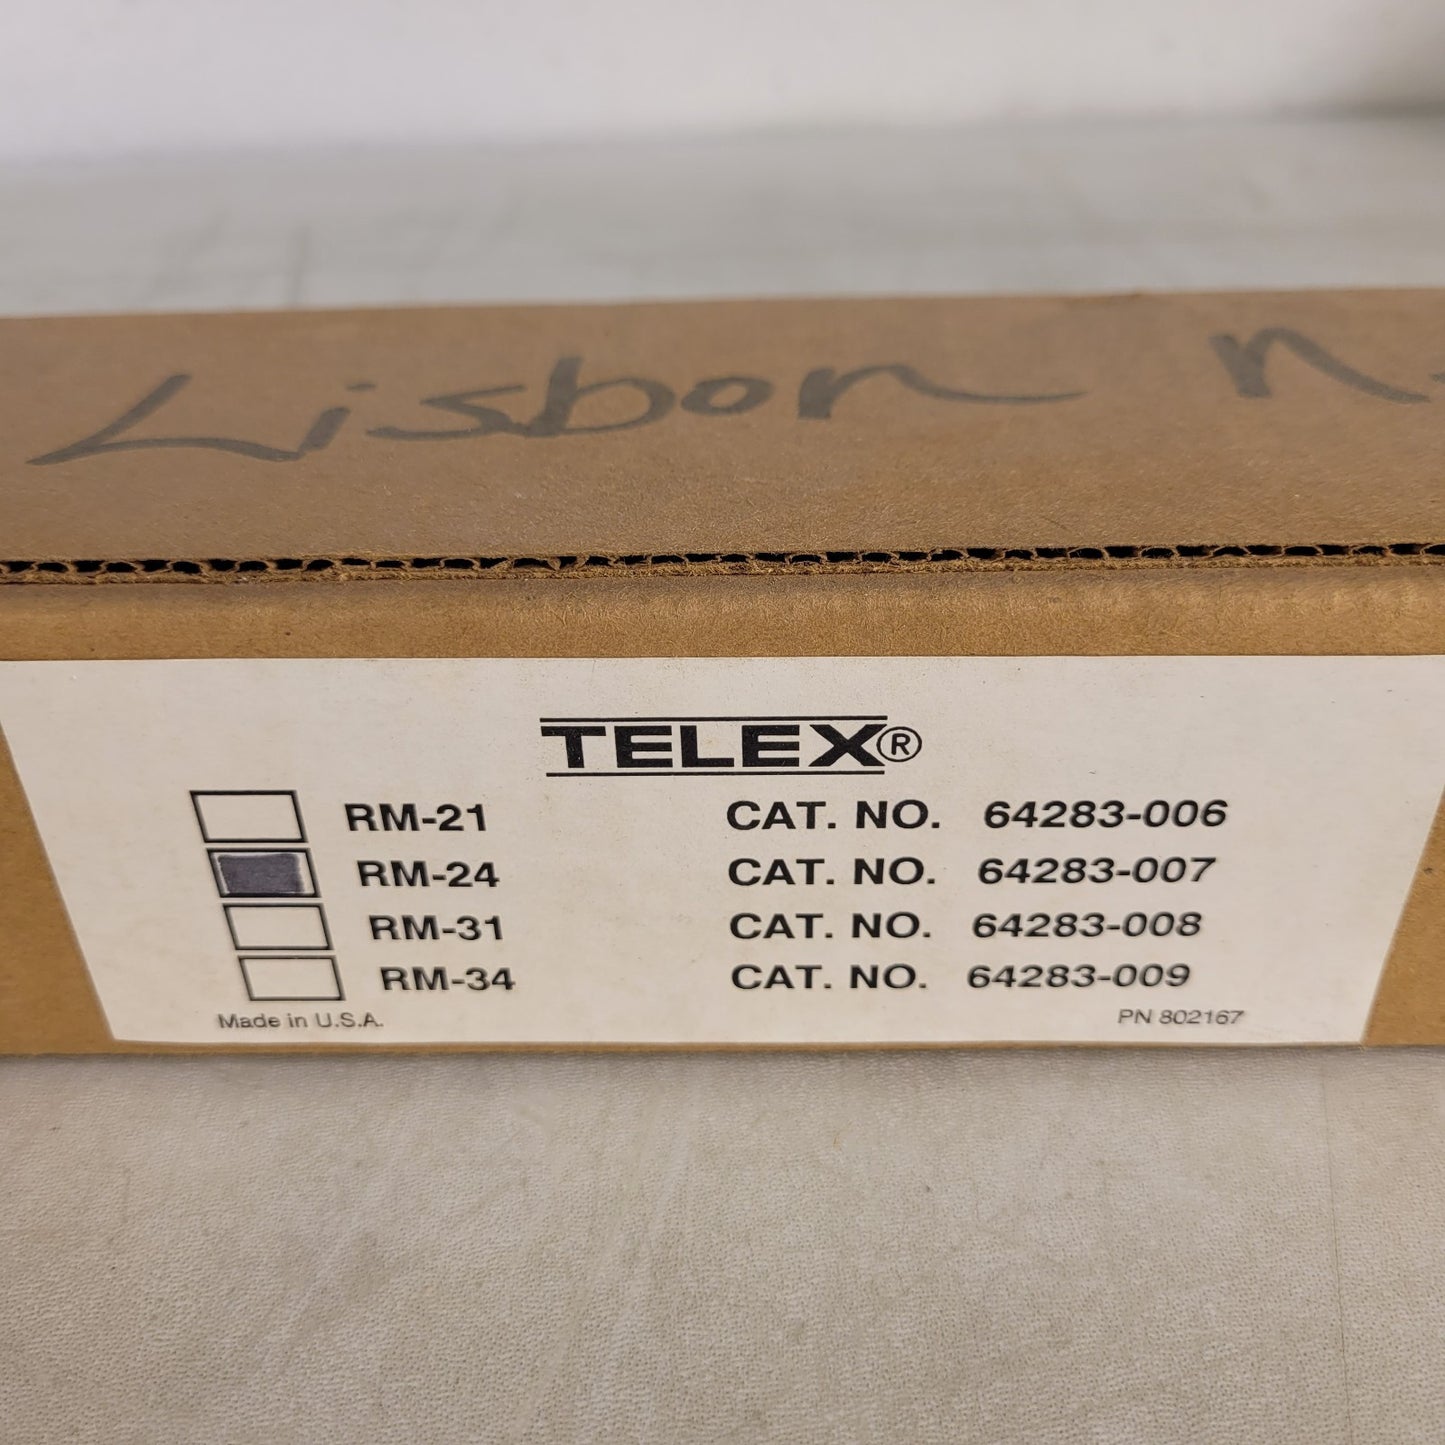 Lisbon
TELEX®
RM-21 CAT. NO. 64283-006
RM-24 CAT. NO. 64283-007
RM-31 CAT. NO. 64283-008
RM-34 CAT. NO. 64283-009
Made in U.S.A. PN 802167